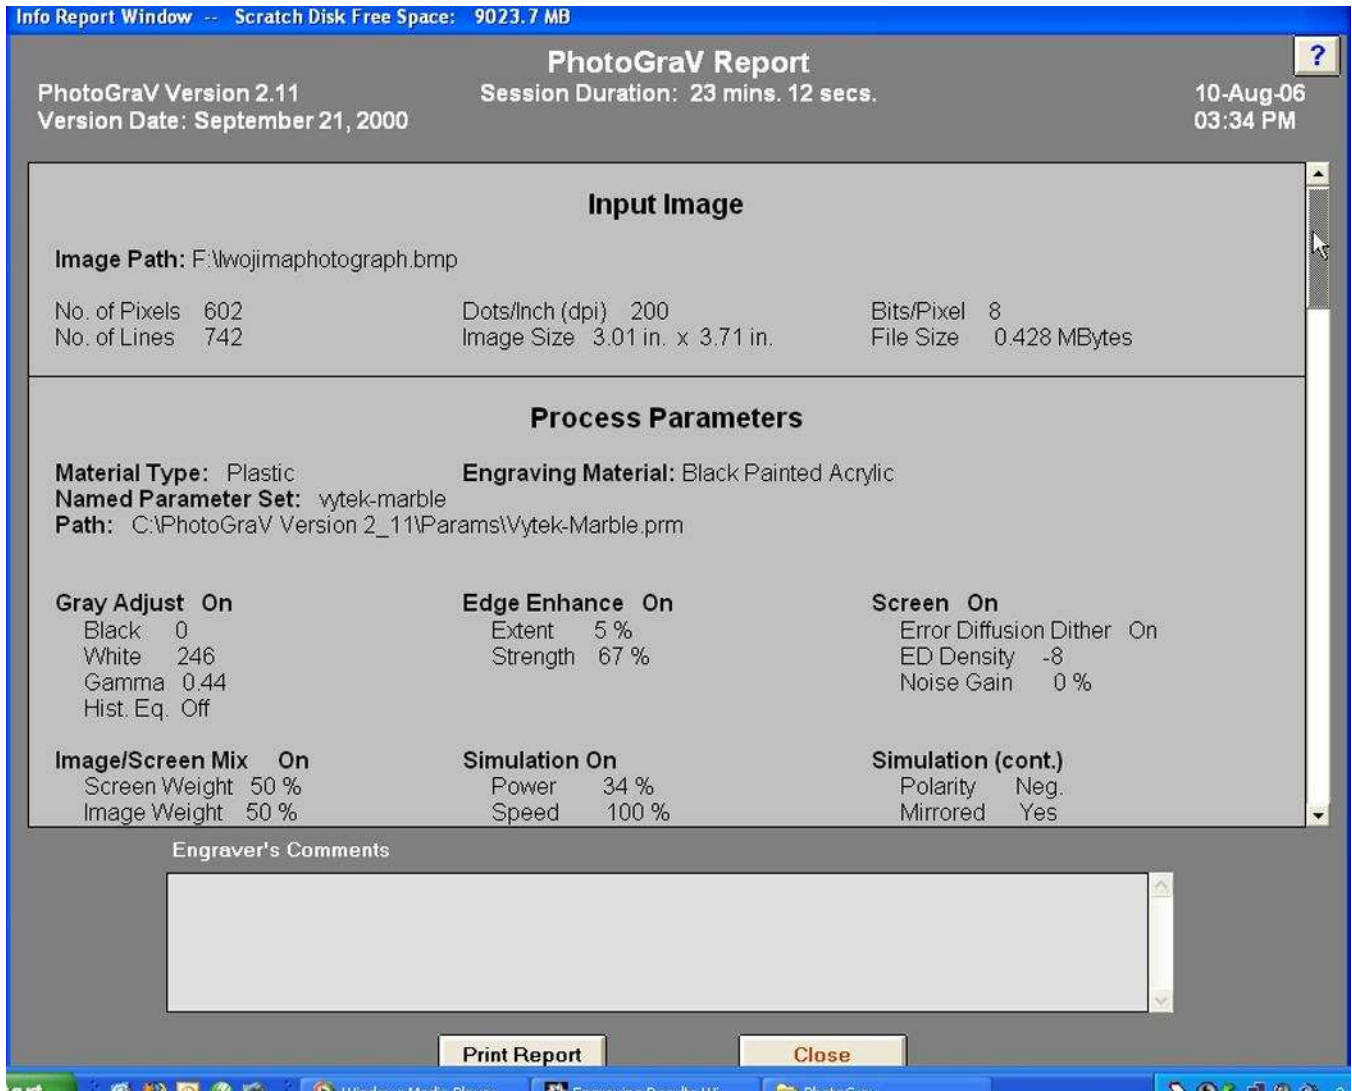 Info Report Window -- Scratch Disk Free Space: 9023.7 MB
PhotoGraV Report
?
PhotoGraV Version 2.11 Session Duration: 23 mins. 12 secs. 10-Aug-06
Version Date: September 21, 2000 03:34 PM
Input Image
Image Path: F:\Iwojimaphotograph.bmp
No. of Pixels 602 Dots/Inch (dpi) 200 Bits/Pixel 8
No. of Lines 742 Image Size 3.01 in. x 3.71 in. File Size 0.428 MBytes
Process Parameters
Material Type: Plastic Engraving Material: Black Painted Acrylic
Named Parameter Set: vytek-marble
Path: C:\PhotoGraV Version 2_11\Params\Vytek-Marble.prm
Gray Adjust On Edge Enhance On Screen On
Black 0 Extent 5 % Error Diffusion Dither On
White 246 Strength 67 % ED Density -8
Gamma 0.44 Noise Gain 0 %
Hist. Eq. Off
Image/Screen Mix On Simulation On Simulation (cont.)
Screen Weight 50 % Power 34 % Polarity Neg.
Image Weight 50 % Speed 100 % Mirrored Yes
Engraver's Comments
Print Report Close